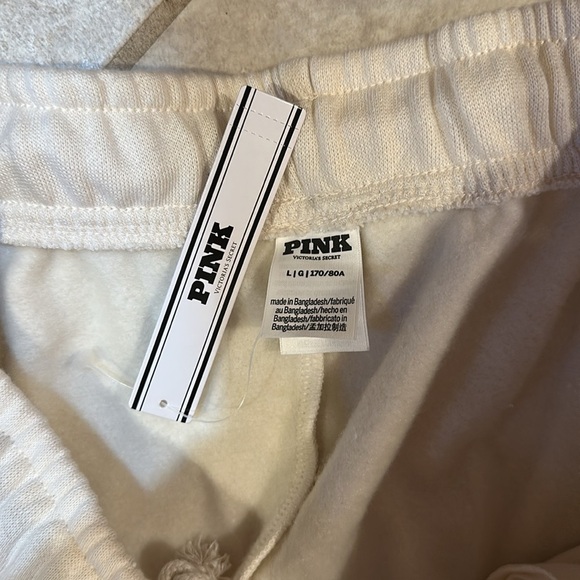 PINK
VICTORIA'S SECRET
PINK
VICTORIA'S SECRET
L | G | 170/80A
made in Bangladesh/fabriqué
au Bangladesh/hecho en
Bangladesh/fabbricato in
Bangladesh/孟加拉制造